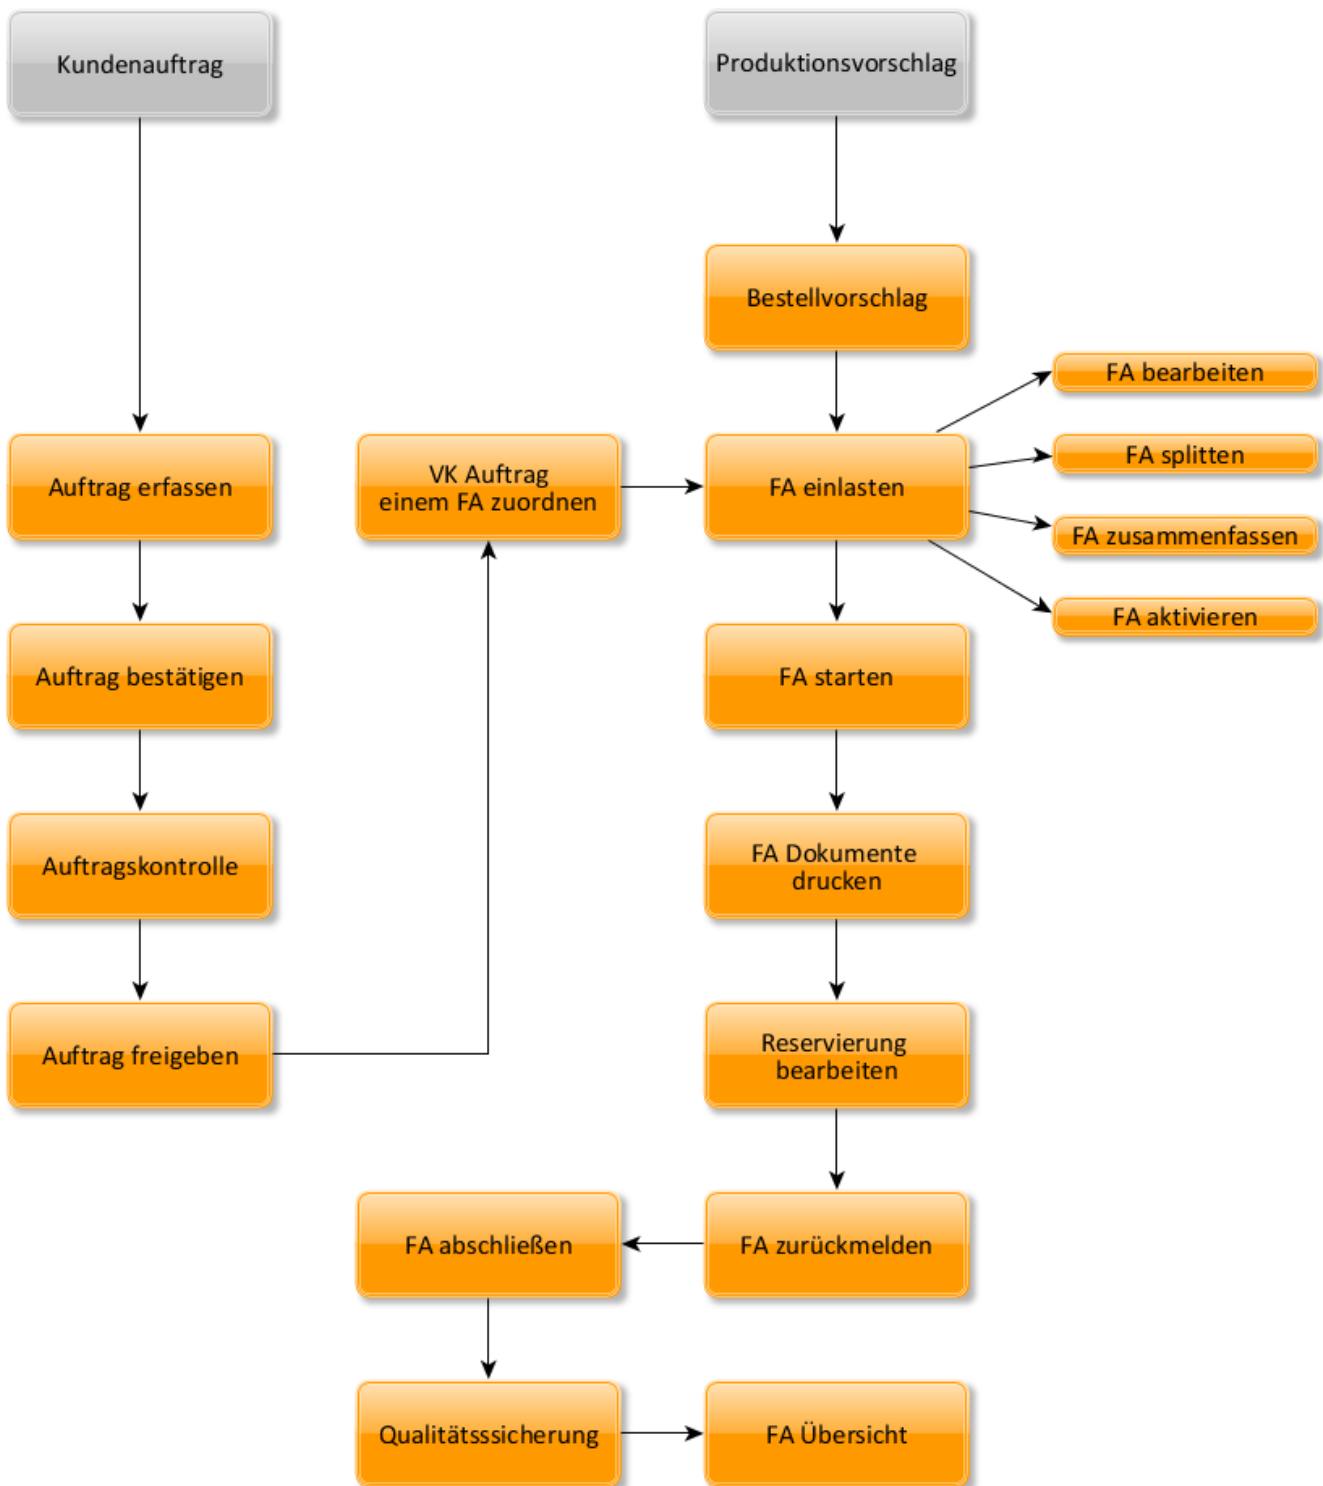 Kundenauftrag
Produktionsvorschlag
Bestellvorschlag
FA bearbeiten
Auftrag erfassen
VK Auftrag
einem FA zuordnen
FA einlasten
FA splitten
FA zusammenfassen
FA aktivieren
Auftrag bestätigen
FA starten
Auftragskontrolle
FA Dokumente
drucken
Auftrag freigeben
Reservierung
bearbeiten
FA abschließen
FA zurückmelden
Qualitätsssicherung
FA Übersicht